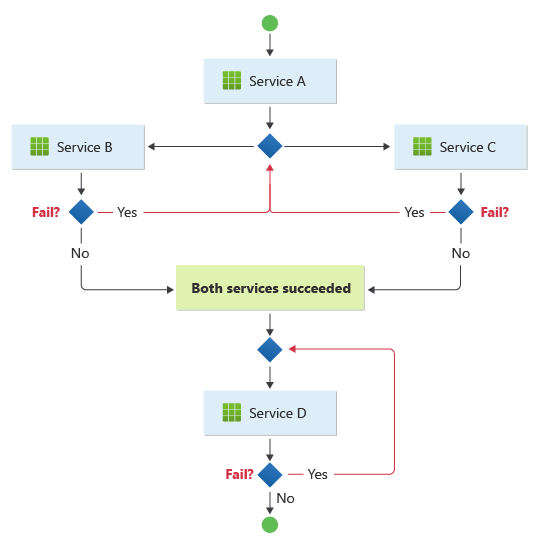 Service A
Service B
Service C
Fail?
Yes
Yes
Fail?
No
No
Both services succeeded
Service D
Fail?
Yes
No